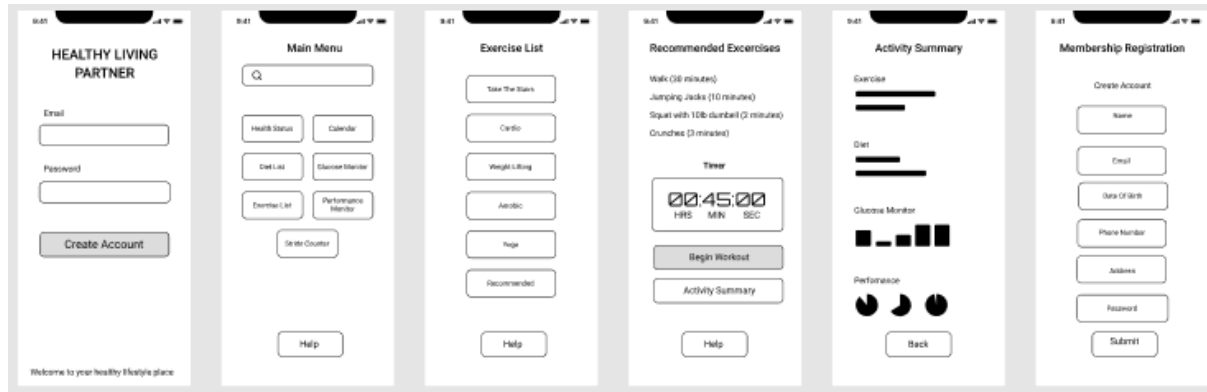 9:41
HEALTHY LIVING
PARTNER
Email
Password
Create Account
Welcome to your healthy lifestyle place
9:41
Main Menu
Health Status
Calendar
Diet List
Glucose Monitor
Exercise List
Performance
Monitor
Stride Counter
Help
9:41
Exercise List
Take The Stairs
Cardio
Weight Lifting
Aerobic
Yoga
Recommended
Help
9:41
Recommended Excercises
Walk (30 minutes)
Jumping Jacks (10 minutes)
Squat with 10lb dumbell (2 minutes)
Crunches (3 minutes)
Timer
00:45:00
HRS MIN SEC
Begin Workout
Activity Summary
Help
9:41
Activity Summary
Exercise
Diet
Glucose Monitor
Perfomance
Back
9:41
Membership Registration
Create Account
Name
Email
Date Of Birth
Phone Number
Address
Password
Submit